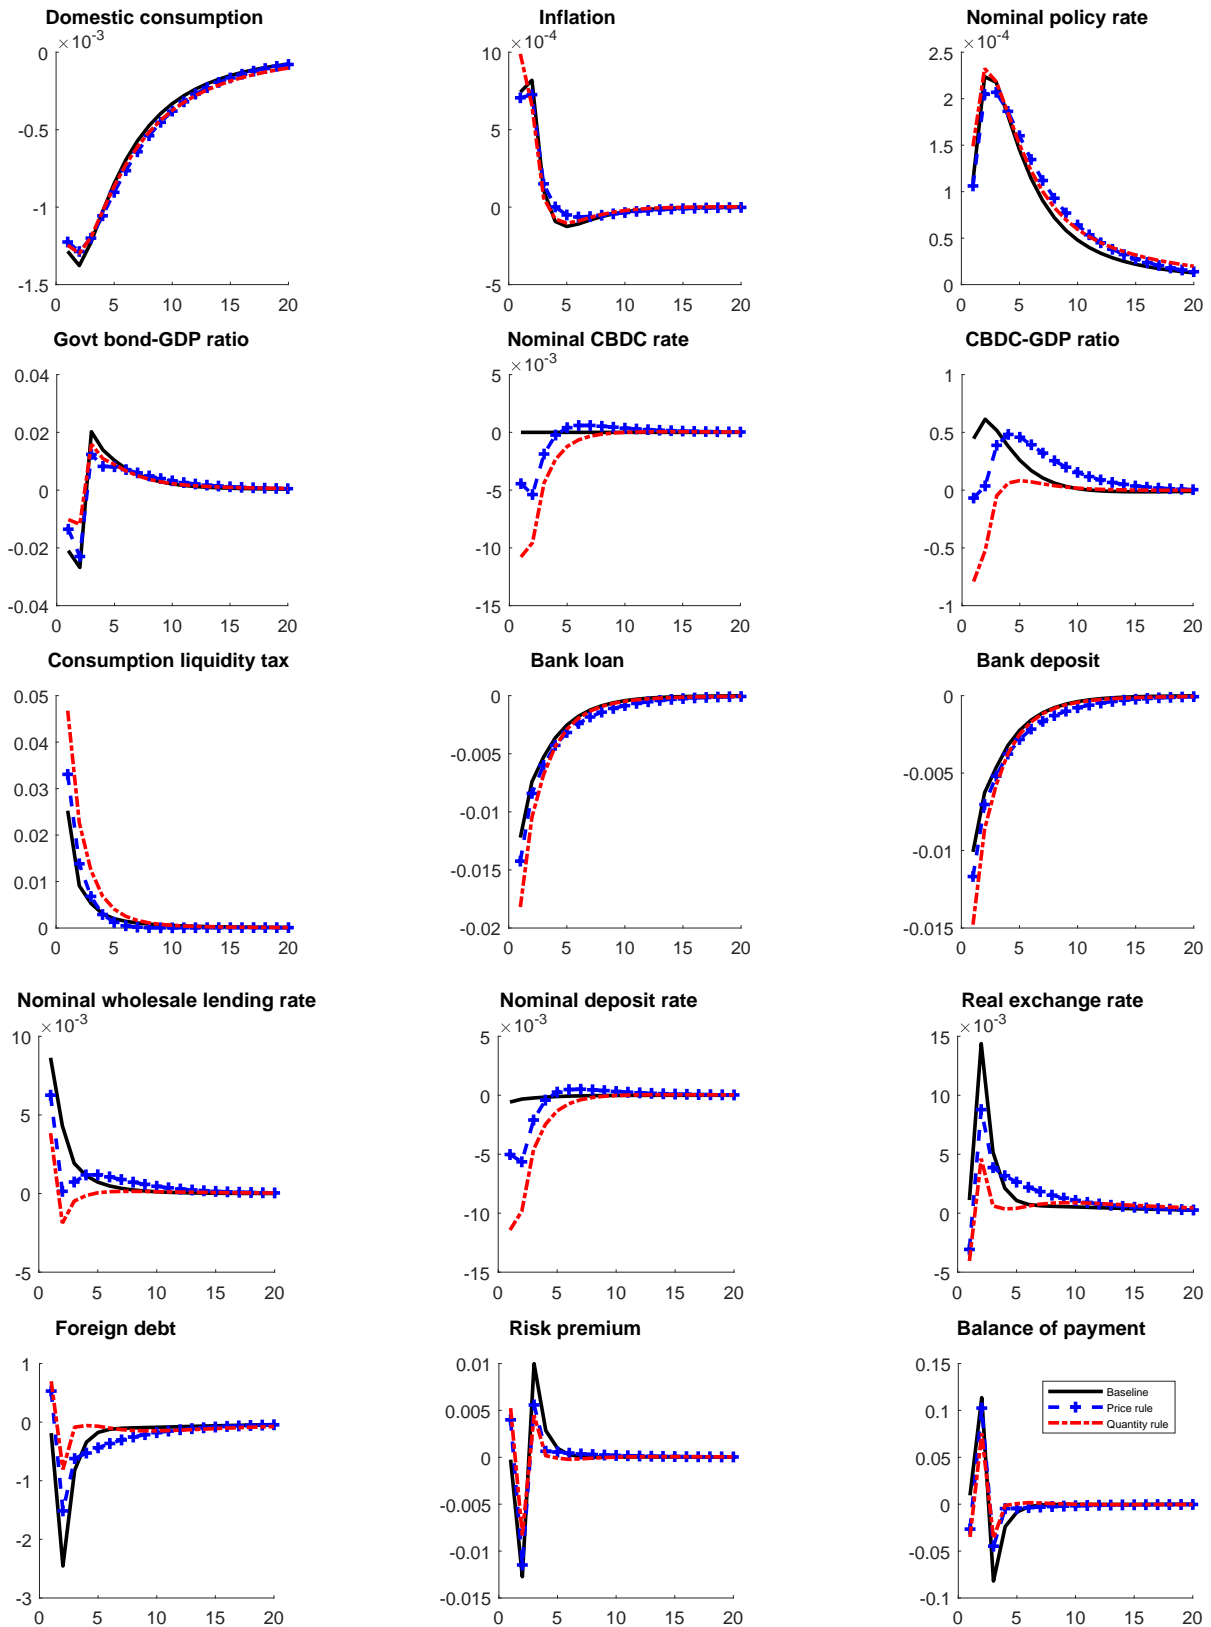 Domestic consumption
×10-3
0
-0.5
-1
-1.5
0 5 10 15 20
Inflation
×10-4
10
5
0
-5
0 5 10 15 20
Nominal policy rate
×10-4
2.5
2
1.5
1
0.5
0
0 5 10 15 20
Govt bond-GDP ratio
0.04
0.02
0
-0.02
-0.04
0 5 10 15 20
Nominal CBDC rate
×10-3
5
0
-5
-10
-15
0 5 10 15 20
CBDC-GDP ratio
1
0.5
0
-0.5
-1
0 5 10 15 20
Consumption liquidity tax
0.05
0.04
0.03
0.02
0.01
0
0 5 10 15 20
Bank loan
0
-0.005
-0.01
-0.015
-0.02
0 5 10 15 20
Bank deposit
0
-0.005
-0.01
-0.015
0 5 10 15 20
Nominal wholesale lending rate
×10-3
10
5
0
-5
0 5 10 15 20
Nominal deposit rate
×10-3
5
0
-5
-10
-15
0 5 10 15 20
Real exchange rate
×10-3
15
10
5
0
-5
0 5 10 15 20
Foreign debt
1
0
-1
-2
-3
0 5 10 15 20
Risk premium
0.01
0.005
0
-0.005
-0.01
-0.015
0 5 10 15 20
Balance of payment
0.15
0.1
0.05
0
-0.05
-0.1
0 5 10 15 20
Baseline
Price rule
Quantity rule